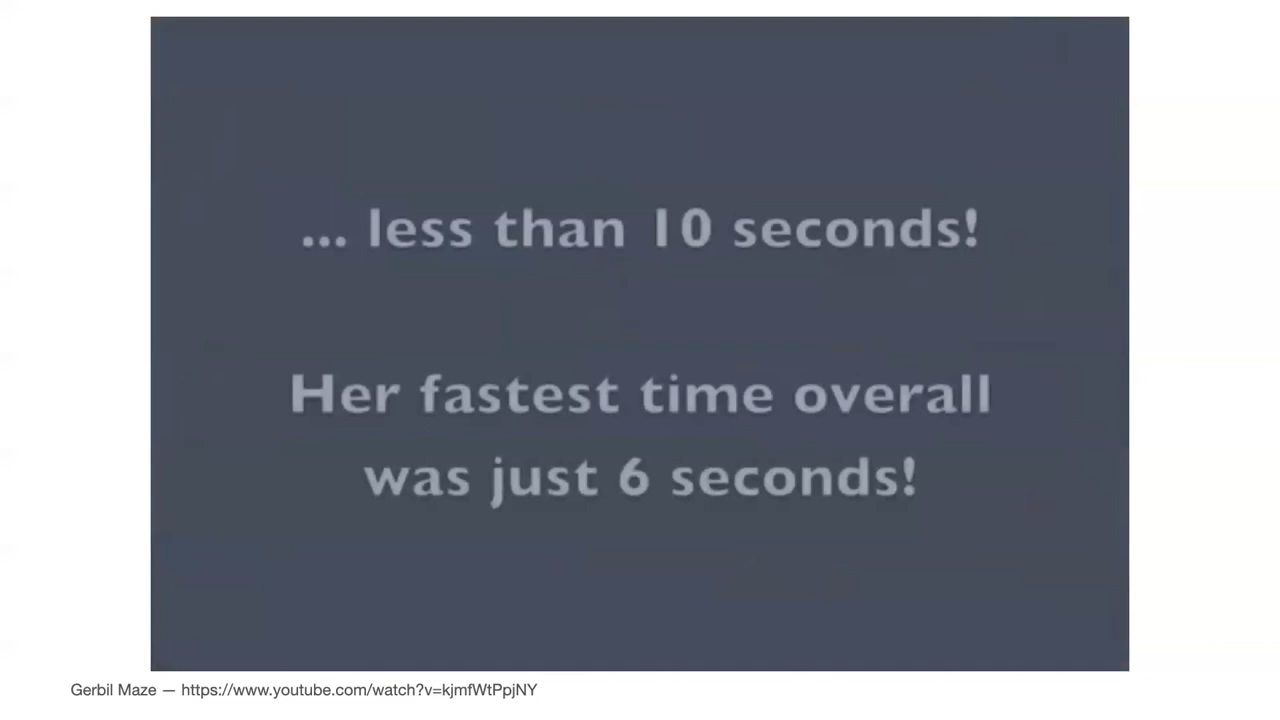 ... less than 10 seconds!
Her fastest time overall
was just 6 seconds!
Gerbil Maze — https://www.youtube.com/watch?v=kjmfWtPpjNY